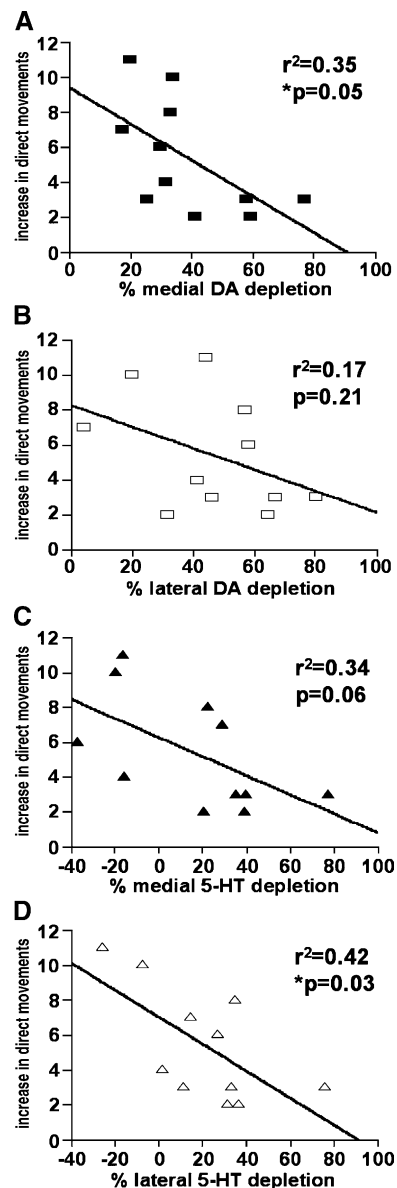 A
increase in direct movements
12
10
8
6
4
2
0
r²=0.35
*p=0.05
0 20 40 60 80 100
% medial DA depletion
B
increase in direct movements
12
10
8
6
4
2
0
r²=0.17
p=0.21
0 20 40 60 80 100
% lateral DA depletion
C
increase in direct movements
12
10
8
6
4
2
0
r²=0.34
p=0.06
-40 -20 0 20 40 60 80 100
% medial 5-HT depletion
D
increase in direct movements
12
10
8
6
4
2
0
r²=0.42
*p=0.03
-40 -20 0 20 40 60 80 100
% lateral 5-HT depletion